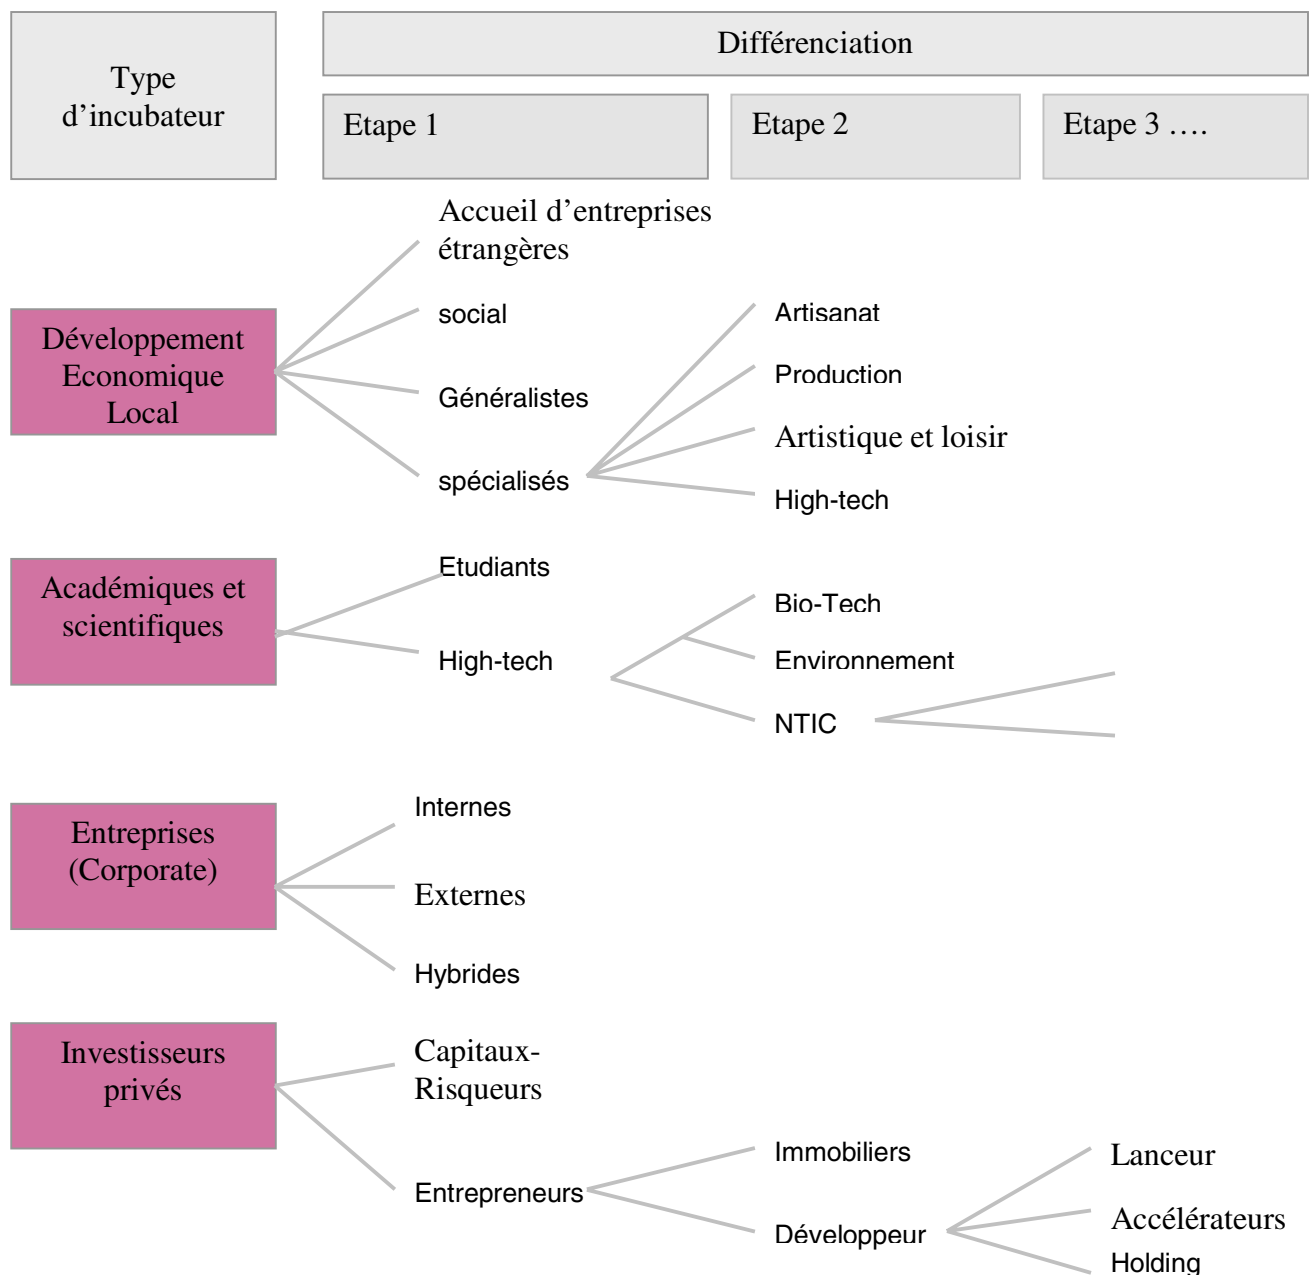 Type
d’incubateur
Différenciation
Etape 1
Etape 2
Etape 3 ….
Développement
Economique
Local
Accueil d’entreprises
étrangères
social
Généralistes
spécialisés
Artisanat
Production
Artistique et loisir
High-tech
Académiques et
scientifiques
Etudiants
High-tech
Bio-Tech
Environnement
NTIC
Entreprises
(Corporate)
Internes
Externes
Hybrides
Investisseurs
privés
Capitaux-
Risqueurs
Entrepreneurs
Immobiliers
Développeur
Lanceur
Accélérateurs
Holding